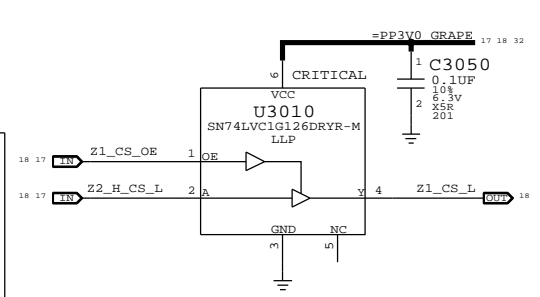 =PP3V0_GRAPE 17 18 32
6 CRITICAL
VCC
U3010
SN74LVC1G126DRYR-M
LLP
1 C3050
0.1UF
10%
6.3V
X5R
201
2
18 17 IN Z1_CS_OE 1 OE
18 17 IN Z2_H_CS_L 2 A
Y 4 Z1_CS_L OUT 18
GND NC
3 5